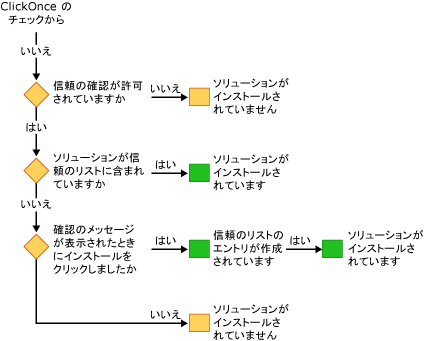 ClickOnce の
チェックから
いいえ
信頼の確認が許可
されていますか
いいえ
ソリューションが
インストールさ
れていません
はい
ソリューションが信
頼のリストに含まれ
ていますか
はい
ソリューションが
インストールさ
れています
いいえ
確認のメッセージ
が表示されたとき
にインストールを
クリックしましたか
はい
信頼のリストの
エントリが作成
されています
はい
ソリューションが
インストールさ
れています
いいえ
ソリューションが
インストールさ
れていません